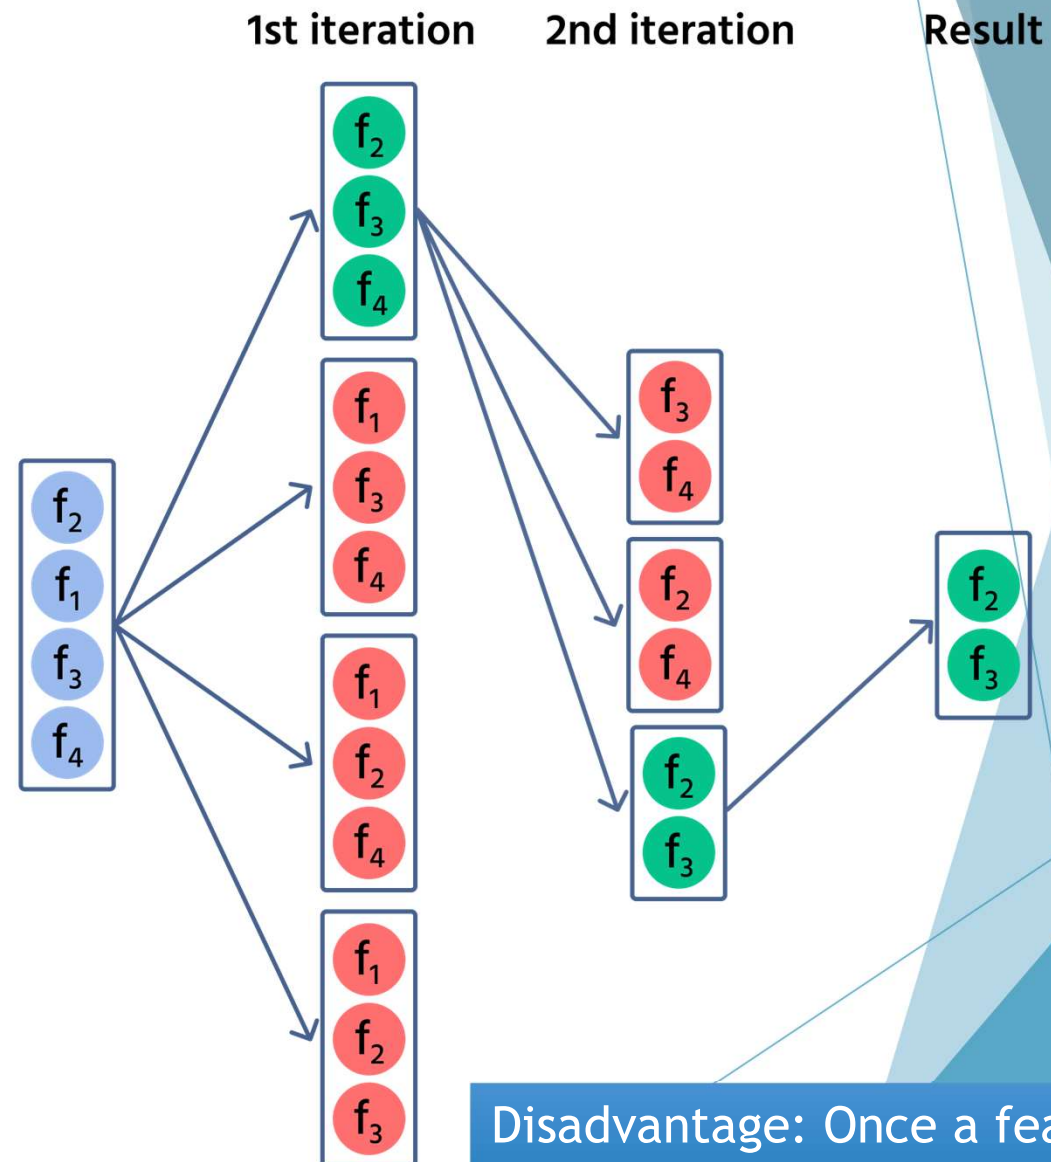 1st iteration 2nd iteration Result
f₂
f₁
f₃
f₄
f₂
f₃
f₄
f₁
f₃
f₄
f₁
f₂
f₄
f₁
f₂
f₃
f₃
f₄
f₂
f₄
f₂
f₃
f₂
f₃
Disadvantage: Once a